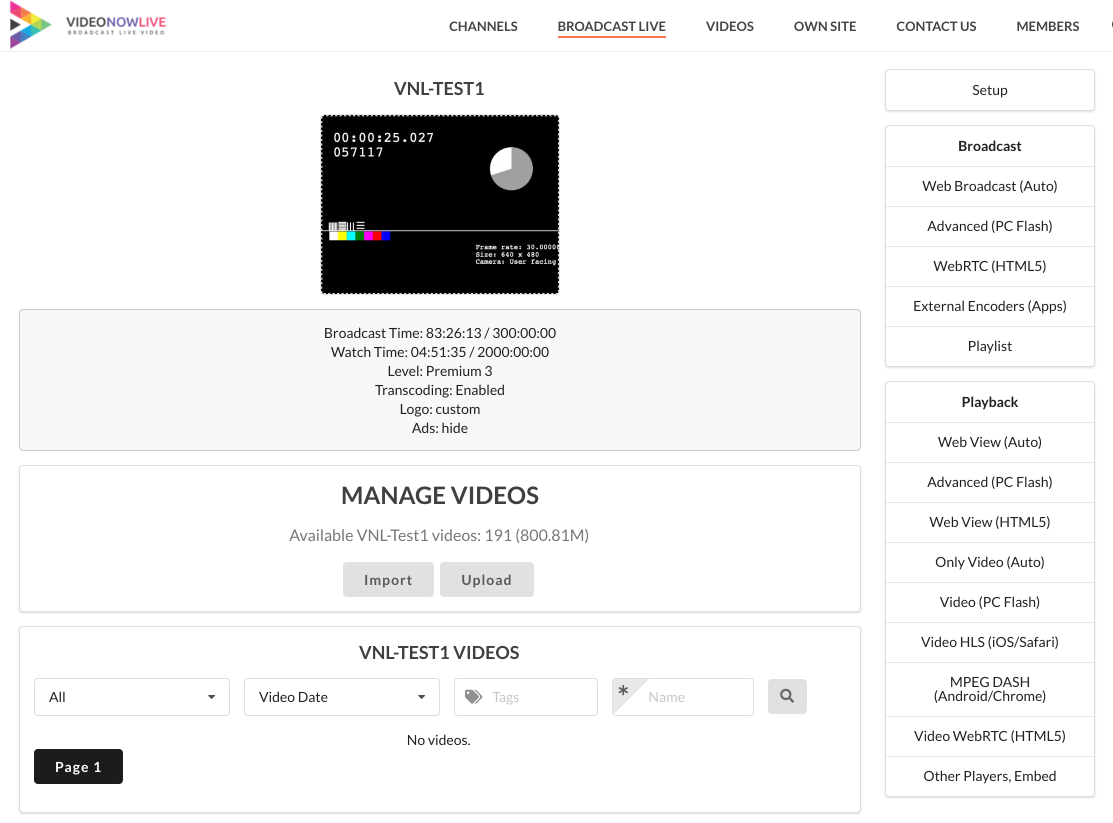 VIDEONOWLIVE
BROADCAST LIVE VIDEO
CHANNELS
BROADCAST LIVE
VIDEOS
OWN SITE
CONTACT US
MEMBERS
VNL-TEST1
00:00:25.027
057117
Frame rate: 30.0000
Size: 640 x 480
Camera: User facing
Broadcast Time: 83:26:13 / 300:00:00
Watch Time: 04:51:35 / 2000:00:00
Level: Premium 3
Transcoding: Enabled
Logo: custom
Ads: hide
MANAGE VIDEOS
Available VNL-Test1 videos: 191 (800.81M)
Import
Upload
VNL-TEST1 VIDEOS
All
Video Date
Tags
* Name
No videos.
Page 1
Setup
Broadcast
Web Broadcast (Auto)
Advanced (PC Flash)
WebRTC (HTML5)
External Encoders (Apps)
Playlist
Playback
Web View (Auto)
Advanced (PC Flash)
Web View (HTML5)
Only Video (Auto)
Video (PC Flash)
Video HLS (iOS/Safari)
MPEG DASH
(Android/Chrome)
Video WebRTC (HTML5)
Other Players, Embed